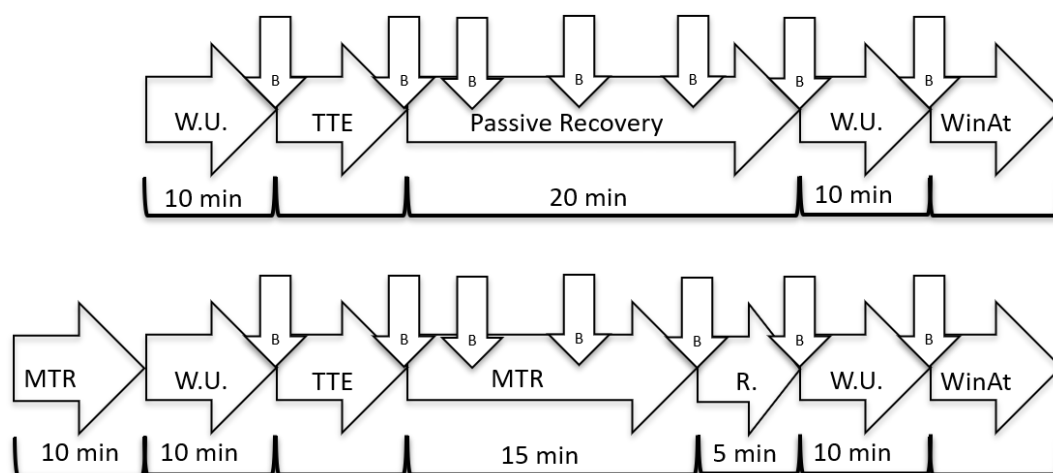 B B B B B B B
W.U. TTE Passive Recovery W.U. WinAt
10 min 20 min 10 min
B B B B B B B
MTR W.U. TTE MTR R. W.U. WinAt
10 min 10 min 15 min 5 min 10 min